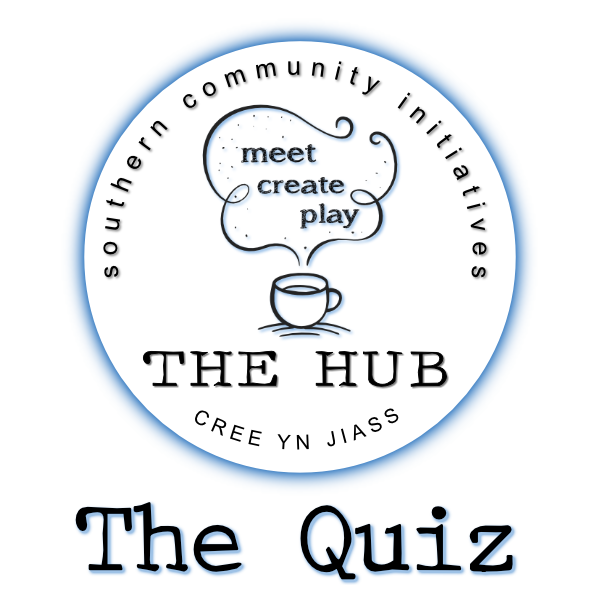 southern community initiatives
meet
create
play
THE HUB
CREE YN JIASS
The Quiz